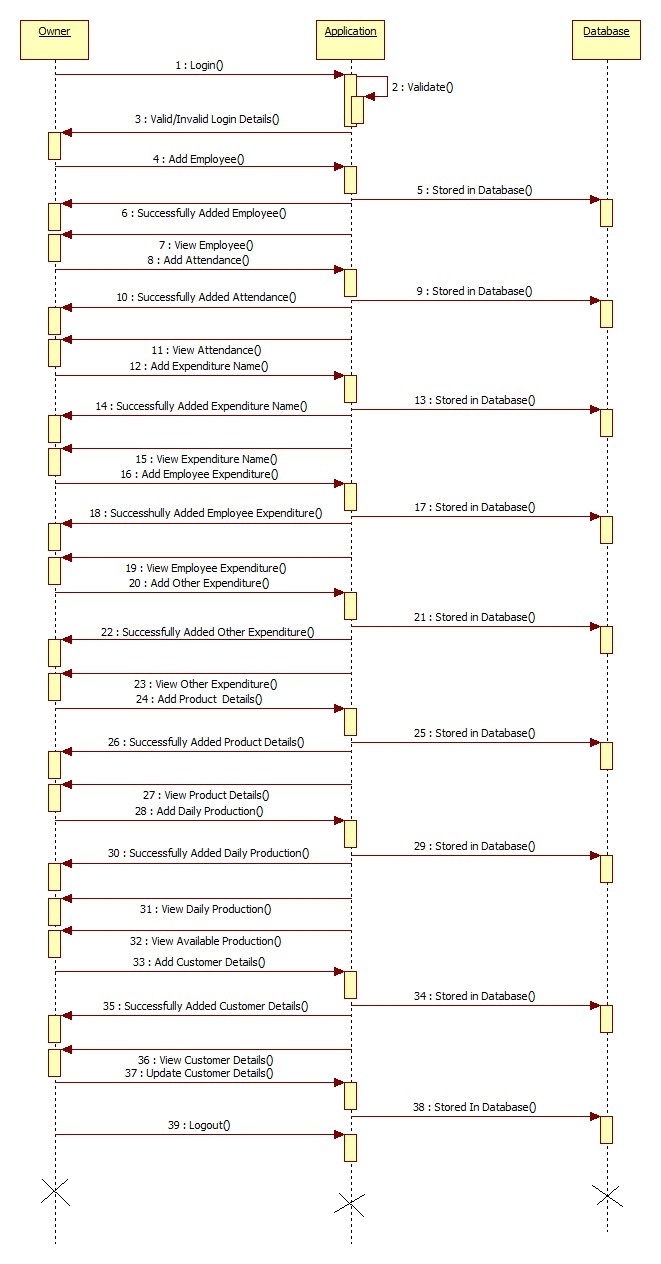 Owner
Application
Database
1 : Login()
2 : Validate()
3 : Valid/Invalid Login Details()
4 : Add Employee()
5 : Stored in Database()
6 : Successfully Added Employee()
7 : View Employee()
8 : Add Attendance()
9 : Stored in Database()
10 : Successfully Added Attendance()
11 : View Attendance()
12 : Add Expenditure Name()
13 : Stored in Database()
14 : Successfully Added Expenditure Name()
15 : View Expenditure Name()
16 : Add Employee Expenditure()
17 : Stored in Database()
18 : Successhully Added Employee Expenditure()
19 : View Employee Expenditure()
20 : Add Other Expenditure()
21 : Stored in Database()
22 : Successfully Added Other Expenditure()
23 : View Other Expenditure()
24 : Add Product  Details()
25 : Stored in Database()
26 : Successfully Added Product Details()
27 : View Product Details()
28 : Add Daily Production()
29 : Stored in Database()
30 : Successfully Added Daily Production()
31 : View Daily Production()
32 : View Available Production()
33 : Add Customer Details()
34 : Stored in Database()
35 : Successfully Added Customer Details()
36 : View Customer Details()
37 : Update Customer Details()
38 : Stored In Database()
39 : Logout()